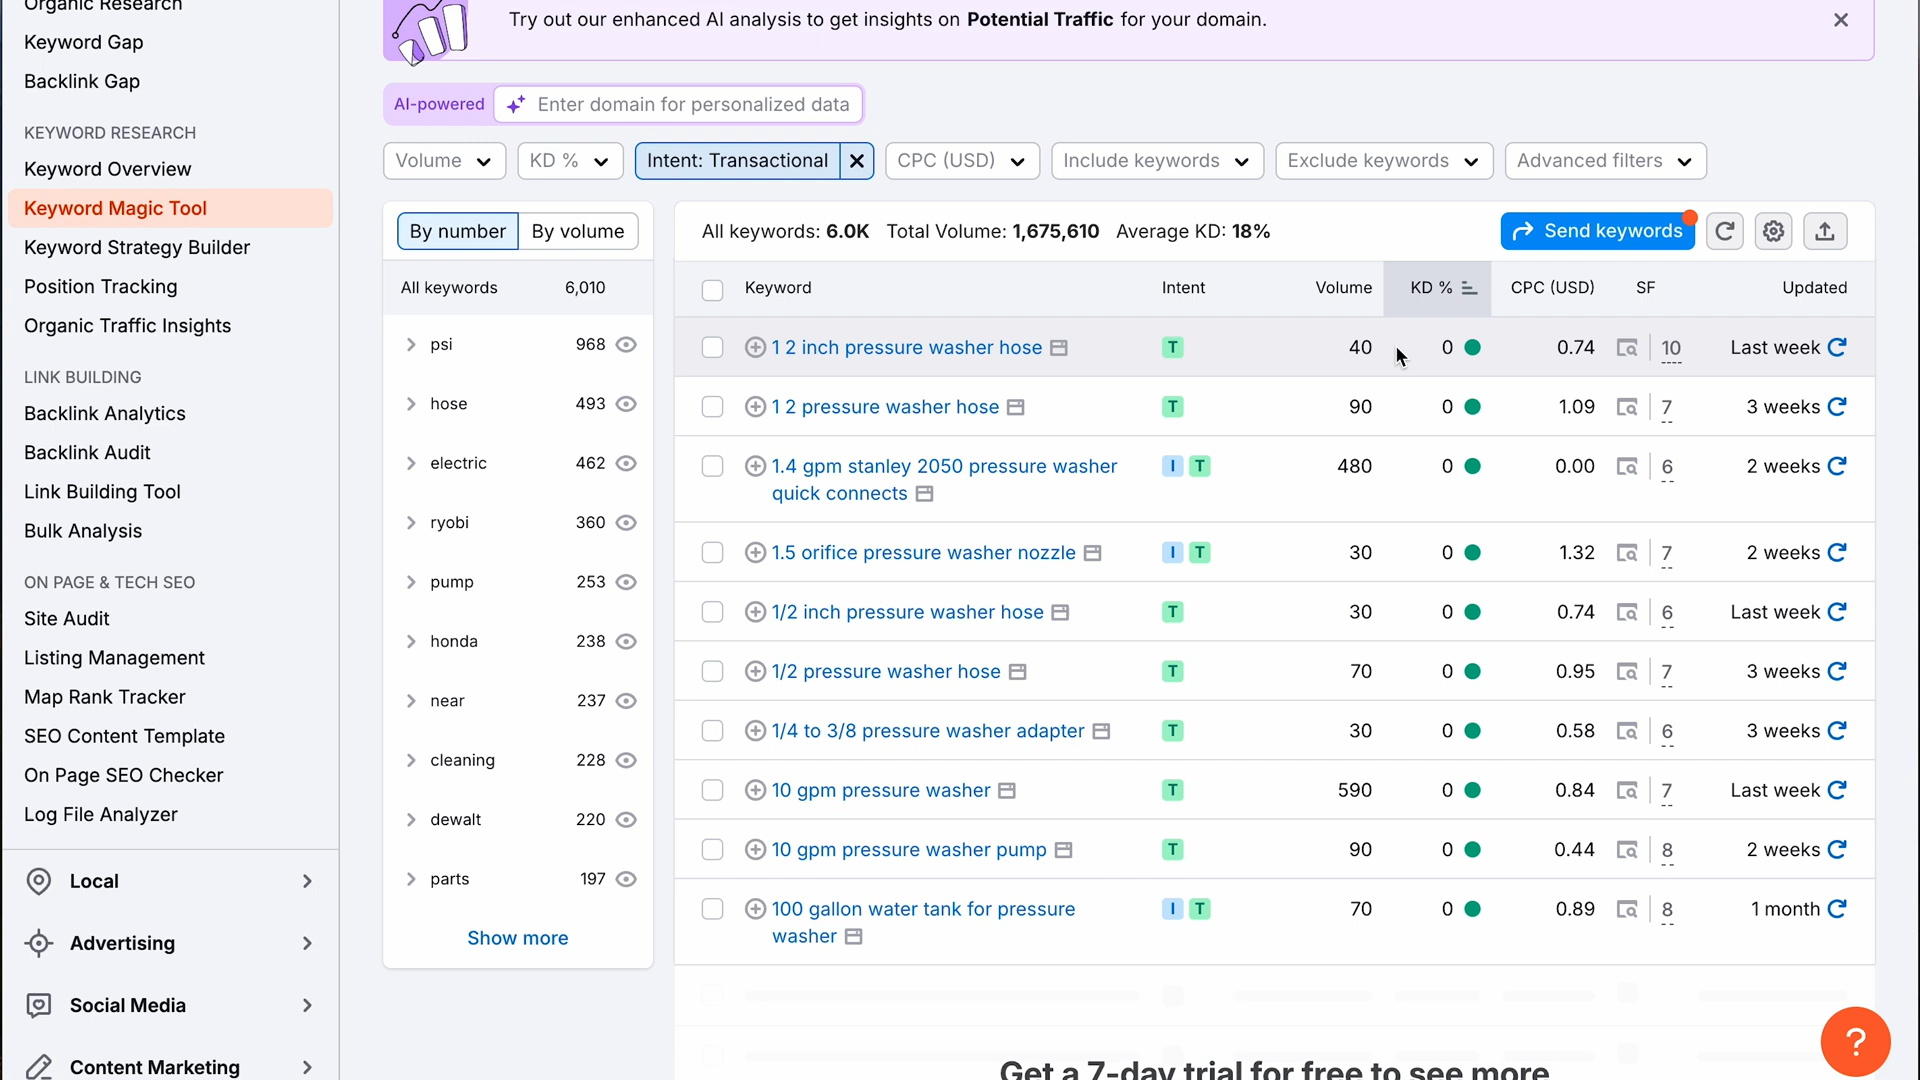 Organic Research
Keyword Gap
Backlink Gap
KEYWORD RESEARCH
Keyword Overview
Keyword Magic Tool
Keyword Strategy Builder
Position Tracking
Organic Traffic Insights
LINK BUILDING
Backlink Analytics
Backlink Audit
Link Building Tool
Bulk Analysis
ON PAGE & TECH SEO
Site Audit
Listing Management
Map Rank Tracker
SEO Content Template
On Page SEO Checker
Log File Analyzer
Local
Advertising
Social Media
Content Marketing
Try out our enhanced AI analysis to get insights on Potential Traffic for your domain.
AI-powered Enter domain for personalized data
Volume KD % Intent: Transactional CPC (USD) Include keywords Exclude keywords Advanced filters
By number By volume
All keywords 6,010
psi 968
hose 493
electric 462
ryobi 360
pump 253
honda 238
near 237
cleaning 228
dewalt 220
parts 197
Show more
All keywords: 6.0K Total Volume: 1,675,610 Average KD: 18% Send keywords
Keyword Intent Volume KD % CPC (USD) SF Updated
1 2 inch pressure washer hose T 40 0 0.74 10 Last week
1 2 pressure washer hose T 90 0 1.09 7 3 weeks
1.4 gpm stanley 2050 pressure washer I T 480 0 0.00 6 2 weeks
quick connects
1.5 orifice pressure washer nozzle I T 30 0 1.32 7 2 weeks
1/2 inch pressure washer hose T 30 0 0.74 6 Last week
1/2 pressure washer hose T 70 0 0.95 7 3 weeks
1/4 to 3/8 pressure washer adapter T 30 0 0.58 6 3 weeks
10 gpm pressure washer T 590 0 0.84 7 Last week
10 gpm pressure washer pump T 90 0 0.44 8 2 weeks
100 gallon water tank for pressure I T 70 0 0.89 8 1 month
washer
Get a 7-day trial for free to see more
?